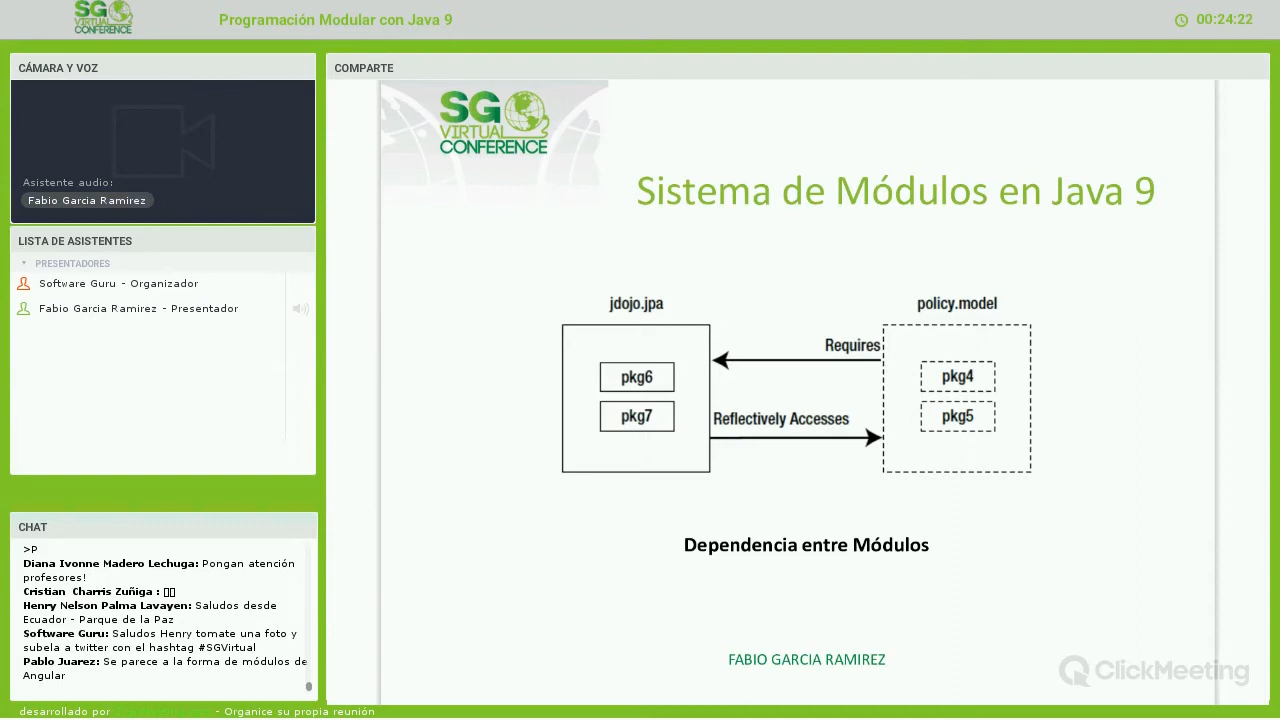 SG
VIRTUAL
CONFERENCE
Programación Modular con Java 9
00:24:22
CÁMARA Y VOZ
Asistente audio:
Fabio Garcia Ramirez
LISTA DE ASISTENTES
PRESENTADORES
Software Guru - Organizador
Fabio Garcia Ramirez - Presentador
CHAT
>P
Diana Ivonne Madero Lechuga: Pongan atención
profesores!
Cristian Charris Zuñiga :
Henry Nelson Palma Lavayen: Saludos desde
Ecuador - Parque de la Paz
Software Guru: Saludos Henry tomate una foto y
subela a twitter con el hashtag #SGVirtual
Pablo Juarez: Se parece a la forma de módulos de
Angular
desarrollado por
- Organice su propia reunión
COMPARTE
SG
VIRTUAL
CONFERENCE
Sistema de Módulos en Java 9
jdojo.jpa
policy.model
Requires
pkg6
pkg4
pkg7
Reflectively Accesses
pkg5
Dependencia entre Módulos
FABIO GARCIA RAMIREZ
ClickMeeting